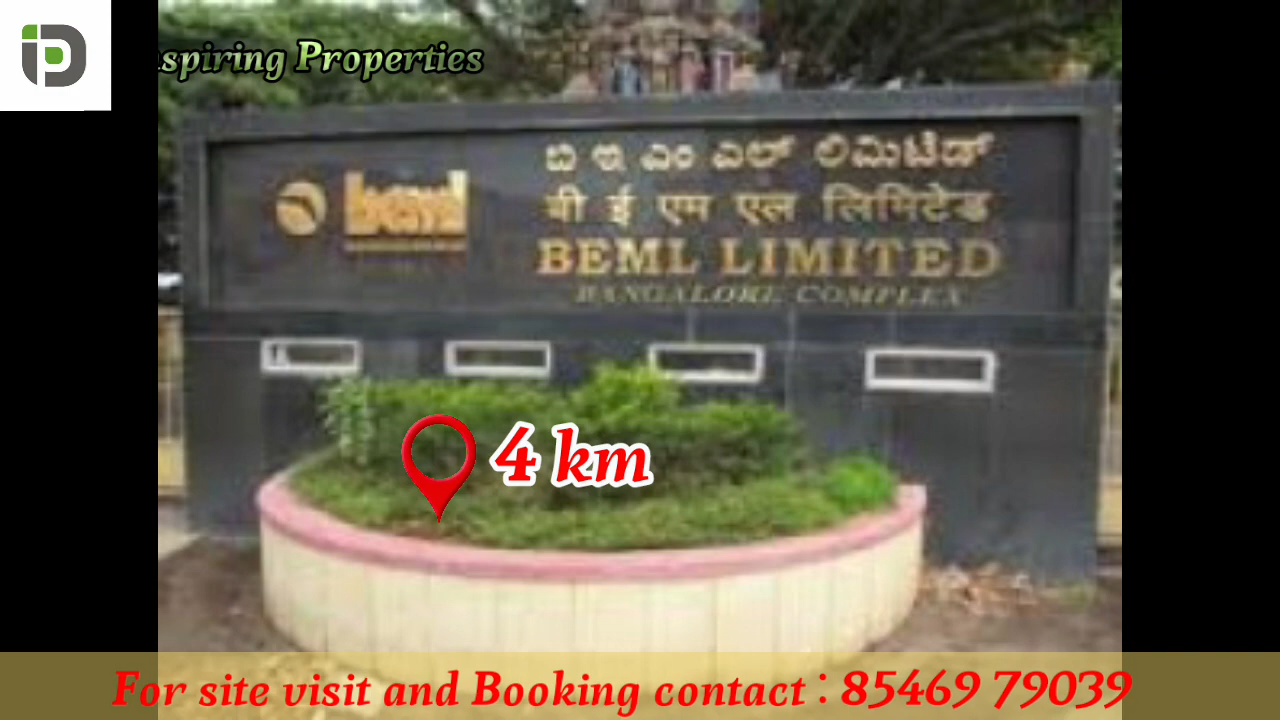 Inspiring Properties
ಬಿ ಇ ಎಂ ಎಲ್ ಲಿಮಿಟೆಡ್
बी ई एम एल लिमिटेड
beml
BEML LIMITED
BANGALORE COMPLEX
4 km
For site visit and Booking contact : 85469 79039